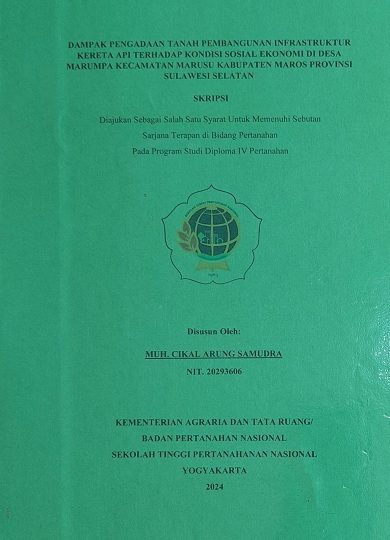 DAMPAK PENGADAAN TANAH PEMBANGUNAN INFRASTRUKTUR
KERETA API TERHADAP KONDISI SOSIAL EKONOMI DI DESA
MARUMPA KECAMATAN MARUSU KABUPATEN MAROS PROVINSI
SULAWESI SELATAN
SKRIPSI
Diajukan Sebagai Salah Satu Syarat Untuk Memenuhi Sebutan
Sarjana Terapan di Bidang Pertanahan
Pada Program Studi Diploma IV Pertanahan
Disusun Oleh:
MUH. CIKAL ARUNG SAMUDRA
NIT. 20293606
KEMENTERIAN AGRARIA DAN TATA RUANG/
BADAN PERTANAHAN NASIONAL
SEKOLAH TINGGI PERTANAHANAN NASIONAL
YOGYAKARTA
2024